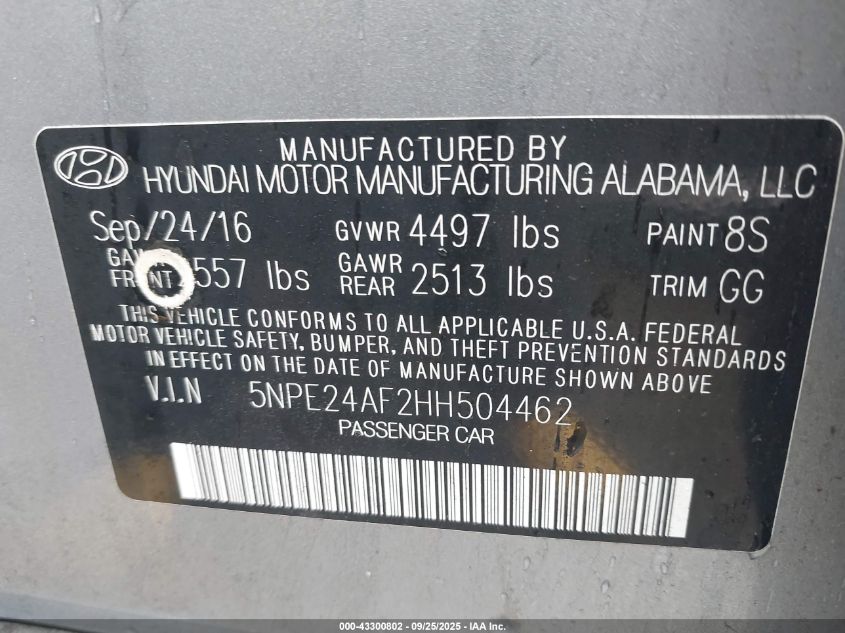 MANUFACTURED BY
HYUNDAI MOTOR MANUFACTURING ALABAMA, LLC
Sep/24/16 GVWR 4497 lbs PAINT 8S
FRONT 557 lbs GAWR REAR 2513 lbs TRIM GG
THIS VEHICLE CONFORMS TO ALL APPLICABLE U.S.A. FEDERAL
MOTOR VEHICLE SAFETY, BUMPER, AND THEFT PREVENTION STANDARDS
IN EFFECT ON THE DATE OF MANUFACTURE SHOWN ABOVE.
V.I.N 5NPE24AF2HH504462
PASSENGER CAR
000-43300802 - 09/25/2025 - IAA Inc.